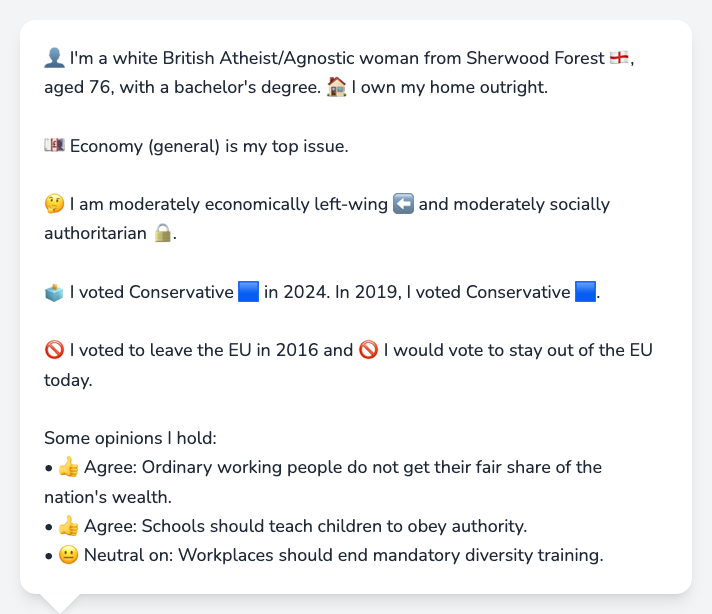 👤 I'm a white British Atheist/Agnostic woman from Sherwood Forest 🏴󠁧󠁢󠁥󠁮󠁧󠁿,
aged 76, with a bachelor's degree. 🏠 I own my home outright.
💷 Economy (general) is my top issue.
🤔 I am moderately economically left-wing ⬅️ and moderately socially
authoritarian 🔒.
🗳️ I voted Conservative 🟦 in 2024. In 2019, I voted Conservative 🟦.
🚫 I voted to leave the EU in 2016 and 🚫 I would vote to stay out of the EU
today.
Some opinions I hold:
• 👍 Agree: Ordinary working people do not get their fair share of the
nation's wealth.
• 👍 Agree: Schools should teach children to obey authority.
• 😐 Neutral on: Workplaces should end mandatory diversity training.